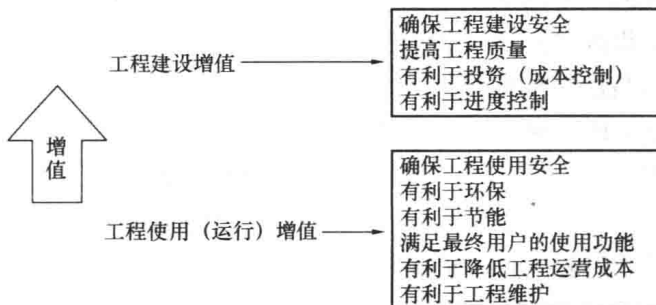 确保工程建设安全
提高工程质量
工程建设增值
有利于投资（成本控制）
有利于进度控制
增值
确保工程使用安全
有利于环保
有利于节能
工程使用（运行）增值
满足最终用户的使用功能
有利于降低工程运营成本
有利于工程维护